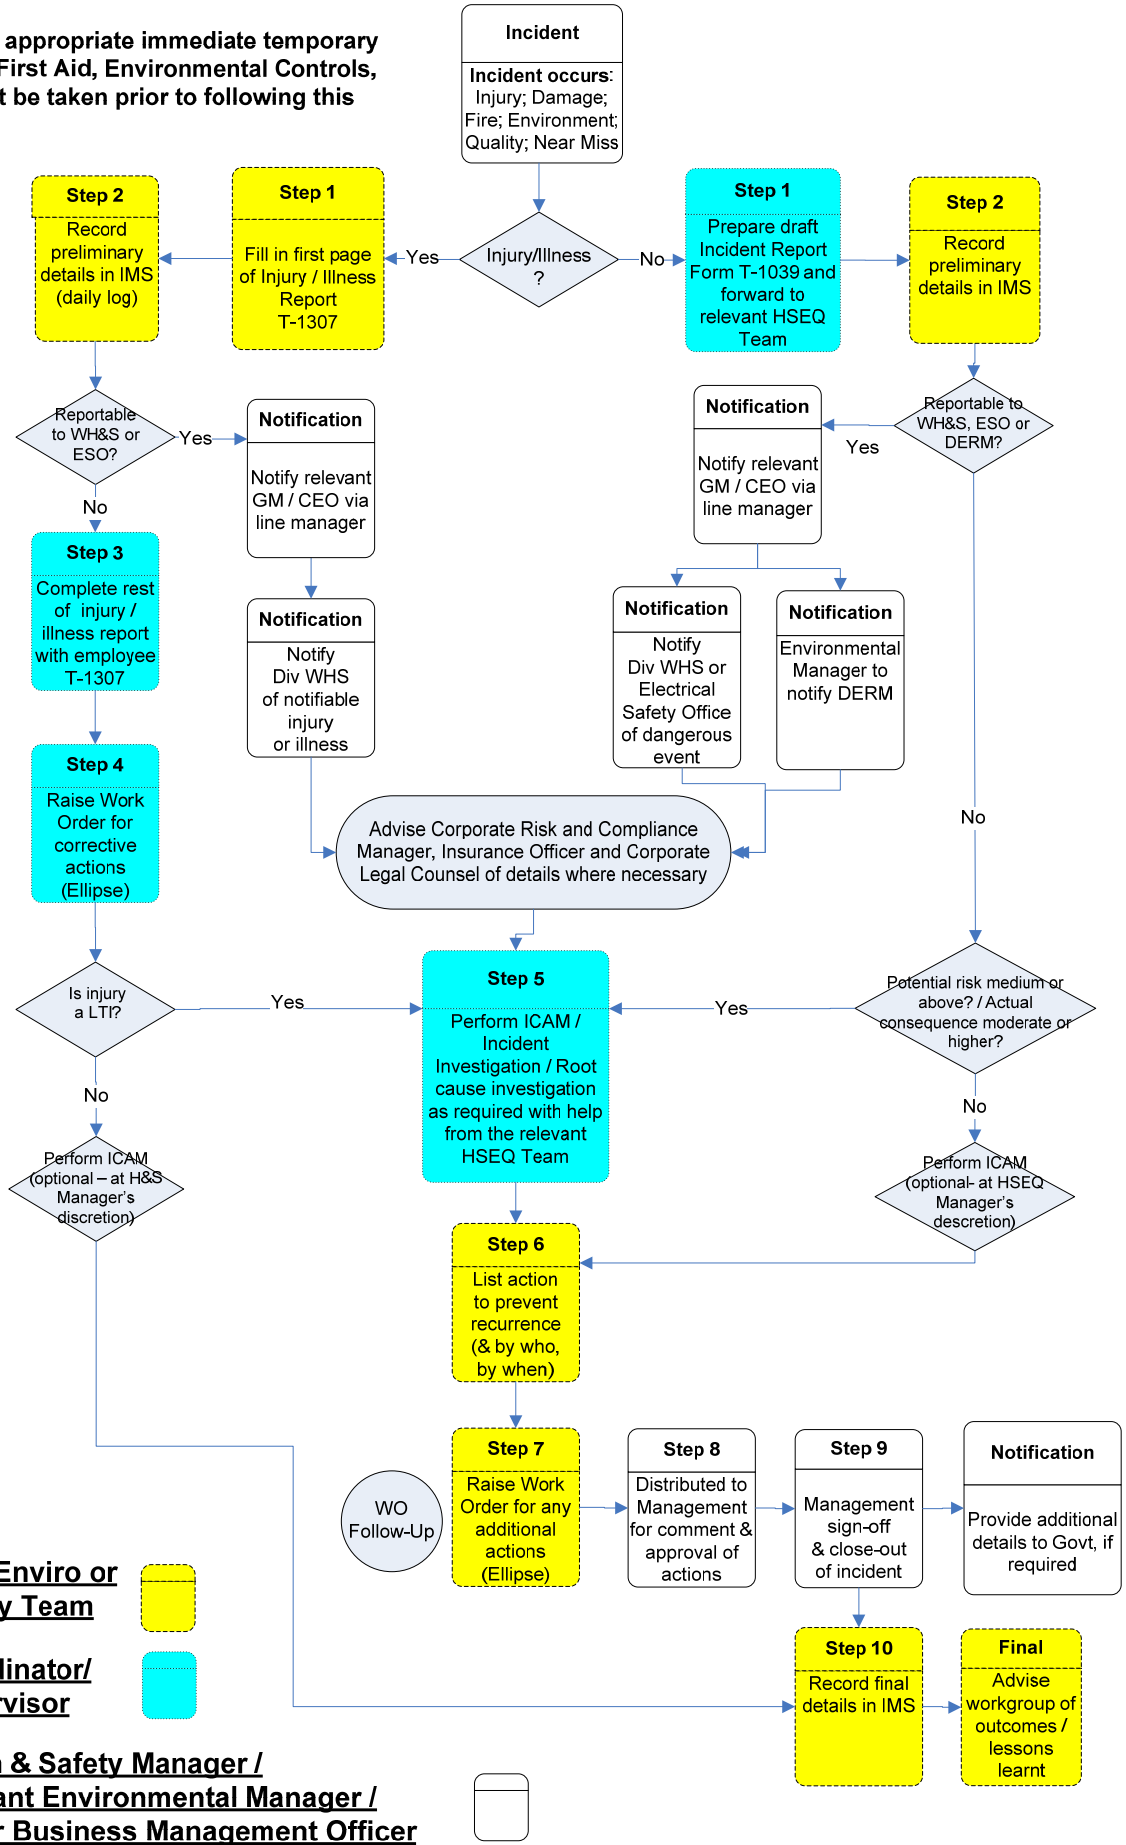 appropriate immediate temporary
First Aid, Environmental Controls,
be taken prior to following this
Incident
Incident occurs:
Injury; Damage;
Fire; Environment;
Quality; Near Miss
Step 2
Record
preliminary
details in IMS
(daily log)
Step 1
Fill in first page
of Injury / Illness
Report
T-1307
Yes
Injury/Illness
?
No
Step 1
Prepare draft
Incident Report
Form T-1039 and
forward to
relevant HSEQ
Team
Step 2
Record
preliminary
details in IMS
Reportable
to WH&S or
ESO?
Yes
No
Notification
Notify relevant
GM / CEO via
line manager
Notification
Notify relevant
GM / CEO via
line manager
Yes
Reportable to
WH&S, ESO or
DERM?
Step 3
Complete rest
of injury /
illness report
with employee
T-1307
Notification
Notify
Div WHS
of notifiable
injury
or illness
Notification
Notify
Div WHS or
Electrical
Safety Office
of dangerous
event
Notification
Environmental
Manager to
notify DERM
Step 4
Raise Work
Order for
corrective
actions
(Ellipse)
Advise Corporate Risk and Compliance
Manager, Insurance Officer and Corporate
Legal Counsel of details where necessary
No
Is injury
a LTI?
Yes
Step 5
Perform ICAM /
Incident
Investigation / Root
cause investigation
as required with help
from the relevant
HSEQ Team
Yes
Potential risk medium or
above? / Actual
consequence moderate or
higher?
No
No
Perform ICAM
(optional – at H&S
Manager's
discretion)
Perform ICAM
(optional- at HSEQ
Manager's
descretion)
Step 6
List action
to prevent
recurrence
(& by who,
by when)
WO
Follow-Up
Step 7
Raise Work
Order for any
additional
actions
(Ellipse)
Step 8
Distributed to
Management
for comment &
approval of
actions
Step 9
Management
sign-off
& close-out
of incident
Notification
Provide additional
details to Govt, if
required
Step 10
Record final
details in IMS
Final
Advise
workgroup of
outcomes /
lessons
learnt
Enviro or
Team
& Safety Manager /
Environmental Manager /
Business Management Officer